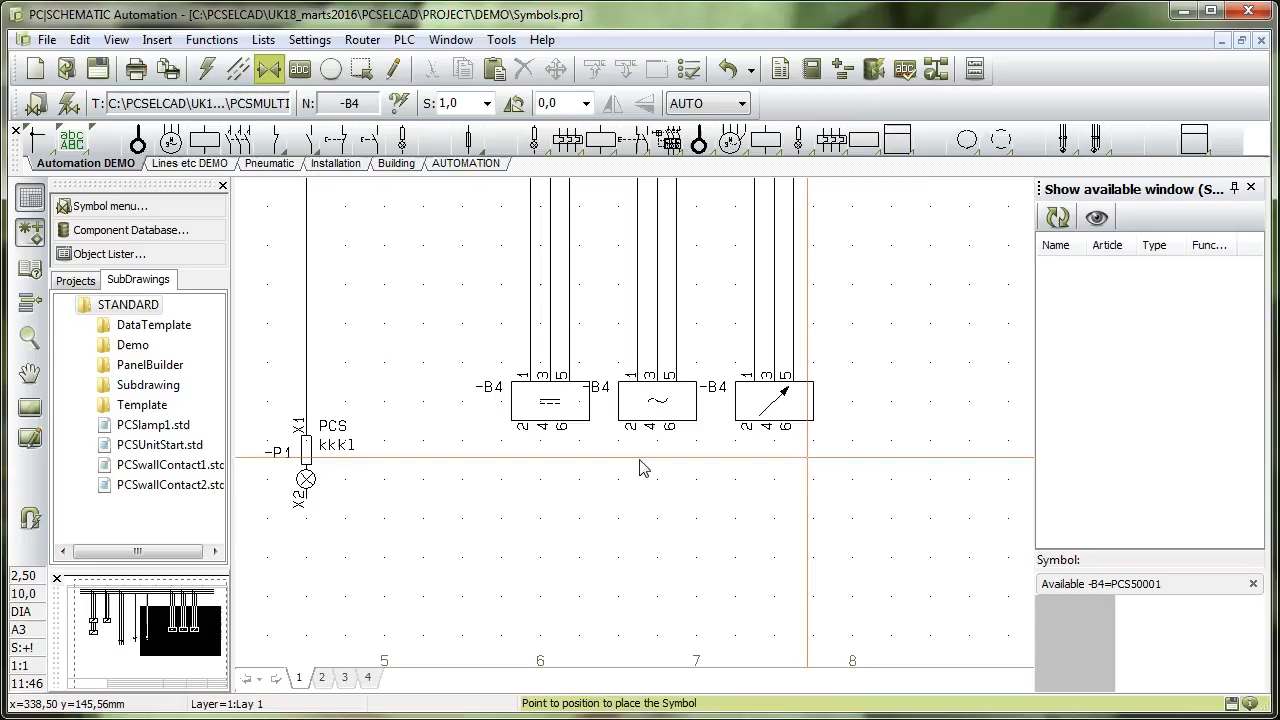 PC|SCHEMATIC Automation - [C:\PCSELCAD\UK18_marts2016\PCSELCAD\PROJECT\DEMO\Symbols.pro]
File Edit View Insert Functions Lists Settings Router PLC Window Tools Help
T: C:\PCSELCAD\UK1...\PCSMULTI N: -B4 S: 1,0 0,0 AUTO
Automation DEMO Lines etc DEMO Pneumatic Installation Building AUTOMATION
Symbol menu...
Component Database...
Object Lister...
Projects SubDrawings
STANDARD
DataTemplate
Demo
PanelBuilder
Subdrawing
Template
PCSlamp1.std
PCSUnitStart.std
PCSwallContact1.std
PCSwallContact2.std
2,50
10,0
DIA
A3
S:+!
1:1
11:46
1 3 5 1 3 5 1 3 5
-B4 -B4 -B4
2 4 6 2 4 6 2 4 6
X1 PCS
-P1 kkk1
X2
5 6 7 8
1 2 3 4
Show available window (S...
Name Article Type Func...
Symbol:
Available -B4=PCS50001
x=338,50 y=145,56mm Layer=1:Lay 1 Point to position to place the Symbol